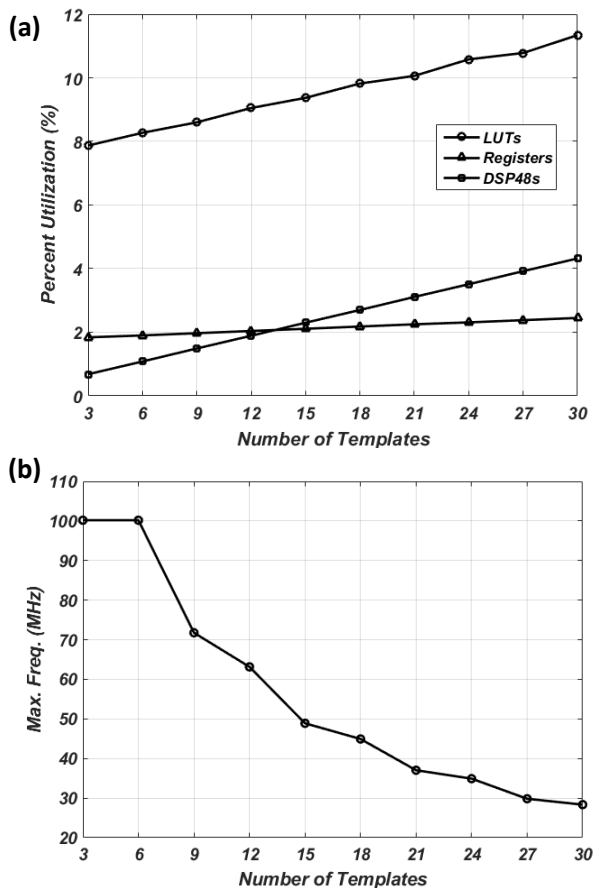 (a)
12
10
8
6
4
2
0
Percent Utilization (%)
LUTs
Registers
DSP48s
3 6 9 12 15 18 21 24 27 30
Number of Templates
(b)
110
100
90
80
70
60
50
40
30
20
Max. Freq. (MHz)
3 6 9 12 15 18 21 24 27 30
Number of Templates